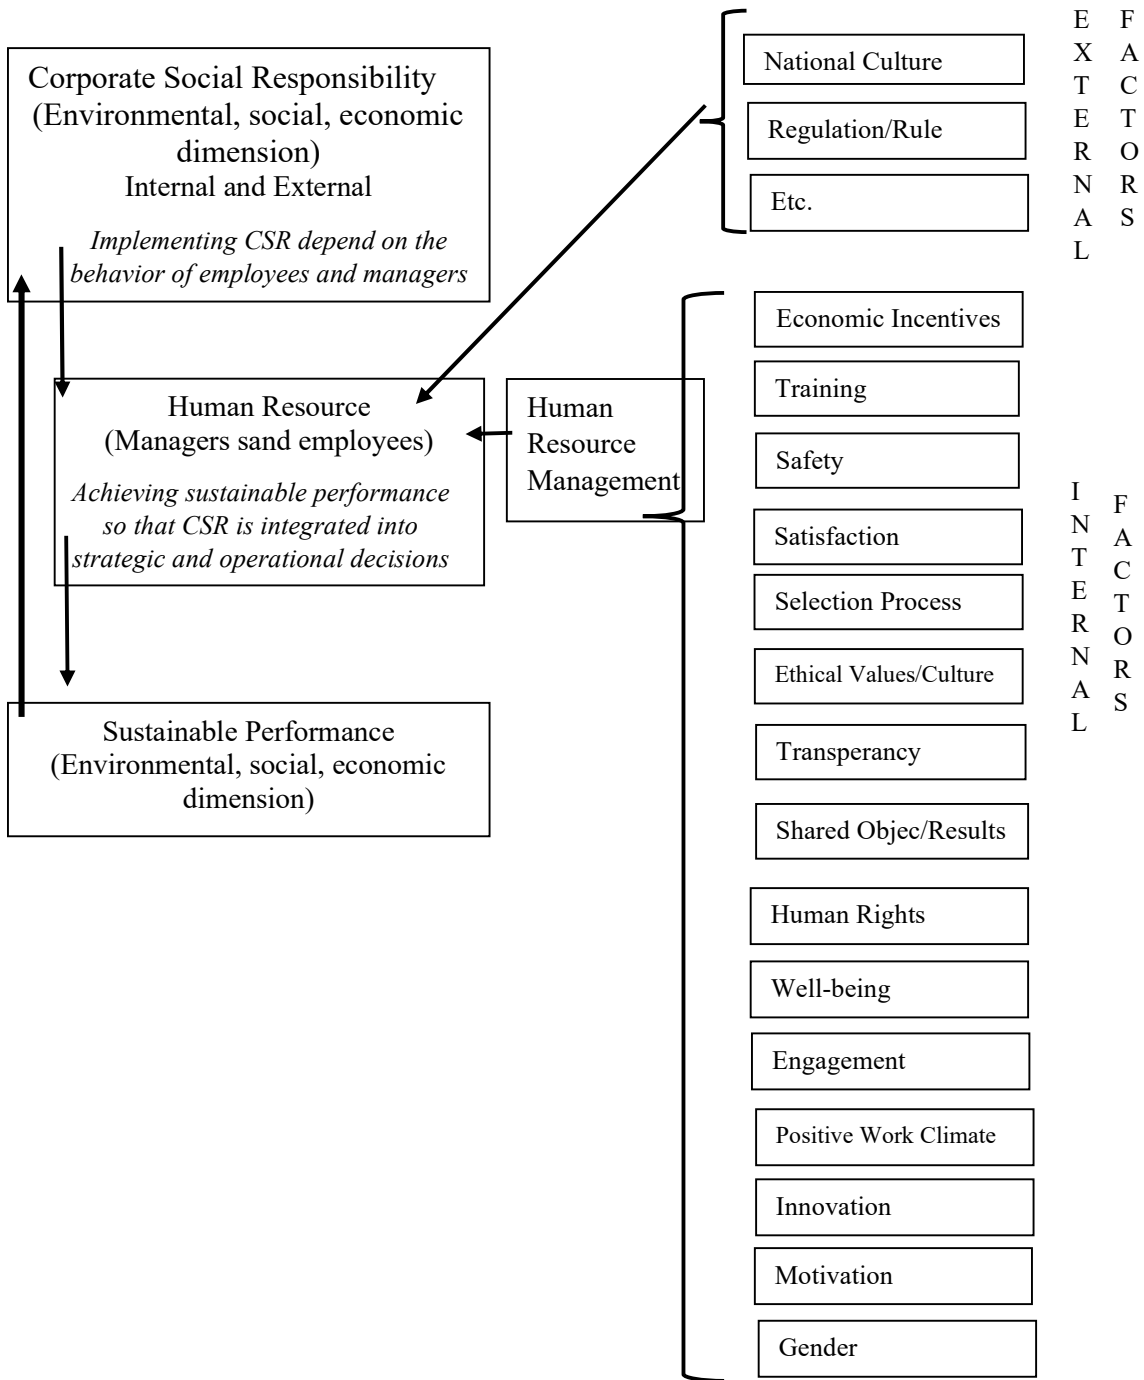 Corporate Social Responsibility
(Environmental, social, economic
dimension)
Internal and External
Implementing CSR depend on the
behavior of employees and managers
Human Resource
(Managers sand employees)
Achieving sustainable performance
so that CSR is integrated into
strategic and operational decisions
Sustainable Performance
(Environmental, social, economic
dimension)
Human
Resource
Management
National Culture
Regulation/Rule
Etc.
EXTERNAL
FACTORS
Economic Incentives
Training
Safety
Satisfaction
Selection Process
Ethical Values/Culture
Transperancy
Shared Objec/Results
Human Rights
Well-being
Engagement
Positive Work Climate
Innovation
Motivation
Gender
INTERNAL
FACTORS